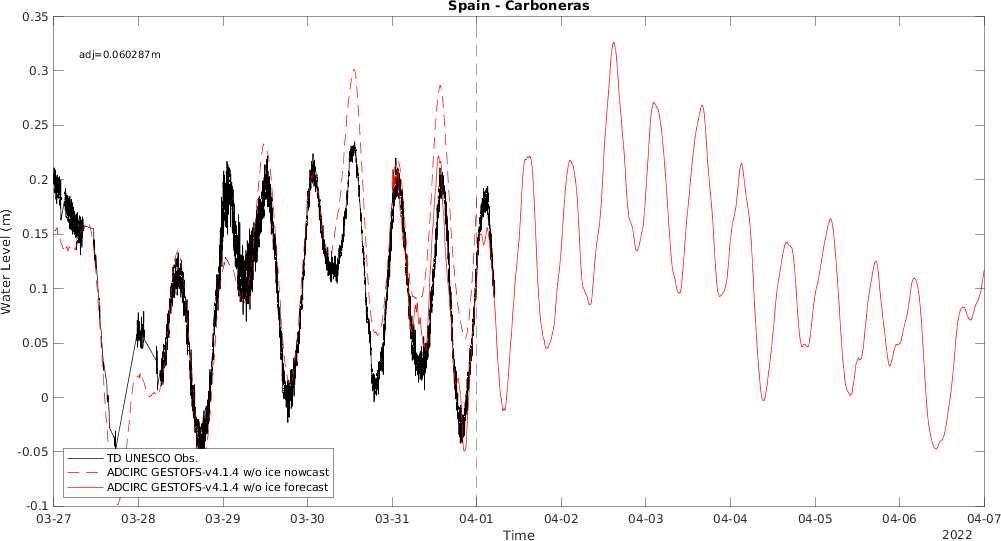 Spain - Carboneras
0.35
0.3
0.25
0.2
0.15
0.1
0.05
0
-0.05
-0.1
Water Level (m)
adj=0.060287m
TD UNESCO Obs.
ADCIRC GESTOFS-v4.1.4 w/o ice nowcast
ADCIRC GESTOFS-v4.1.4 w/o ice forecast
03-27 03-28 03-29 03-30 03-31 04-01 04-02 04-03 04-04 04-05 04-06 04-07
Time
2022